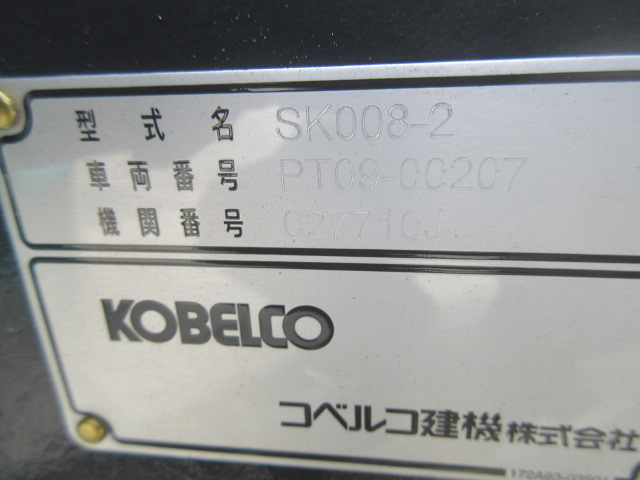 型式名 SK008-2
車両番号 PT09-00207
機関番号
KOBELCO
コベルコ建機株式会社